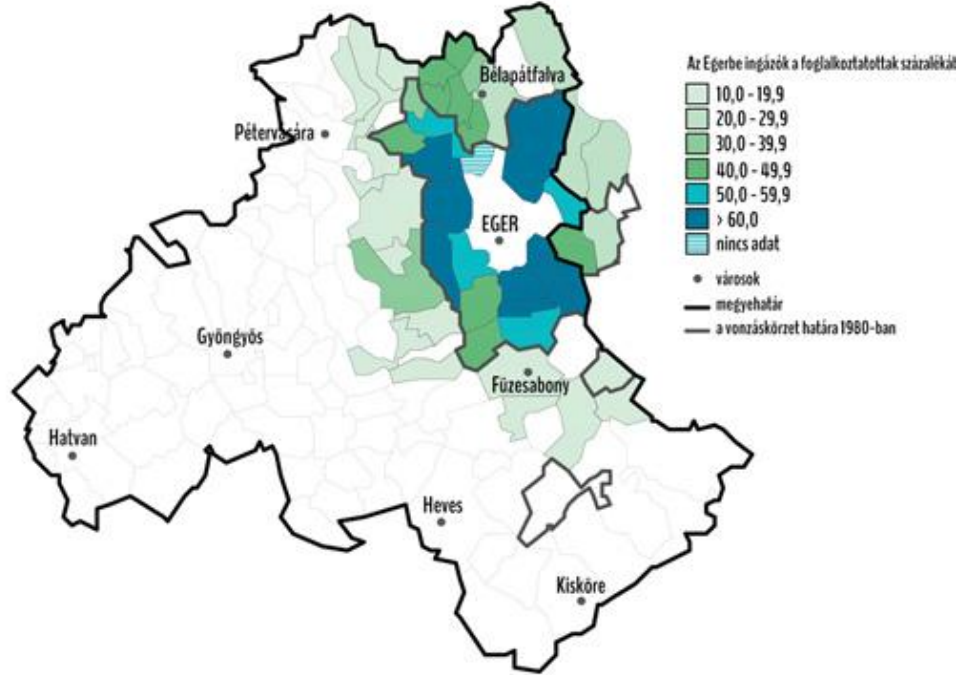 Bélapátfalva
Pétervására
EGER
Gyöngyös
Füzesabony
Hatvan
Heves
Kisköre
Az Egerbe ingázók a foglalkoztatottak százalékát
10,0 - 19,9
20,0 - 29,9
30,0 - 39,9
40,0 - 49,9
50,0 - 59,9
> 60,0
nincs adat
városok
megyehatár
a vonzáskörzet határa 1980-ban